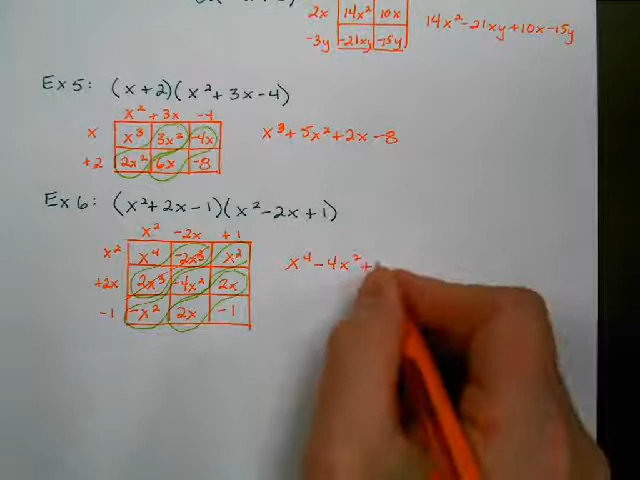 2x 14x² 10x
-3y -21xy -15y
14x² - 21xy + 10x - 15y
Ex 5: (x + 2)(x² + 3x - 4)
x² + 3x -4
x x³ 3x² -4x
+2 2x² 6x -8
x³ + 5x² + 2x - 8
Ex 6: (x² + 2x - 1)(x² - 2x + 1)
x² -2x +1
x² x⁴ -2x³ x²
+2x 2x³ -4x² 2x
-1 -x² 2x -1
x⁴ - 4x² +